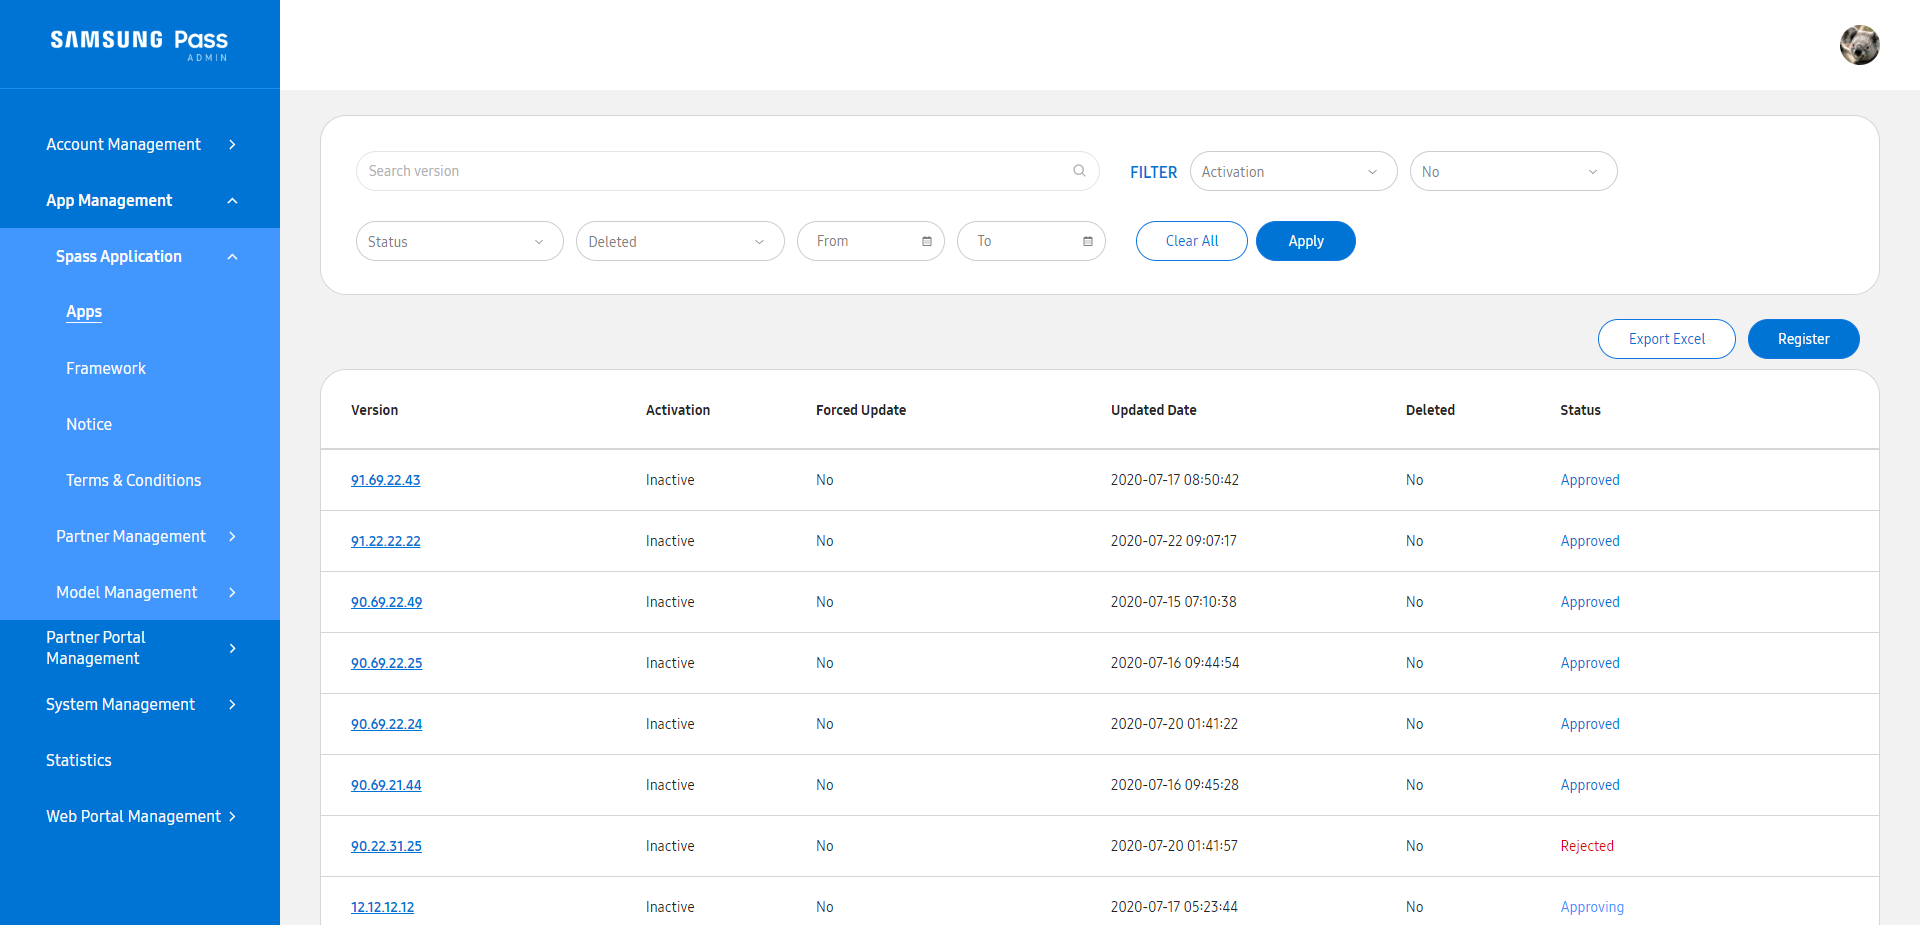 SAMSUNG Pass
ADMIN
Account Management
App Management
Spass Application
Apps
Framework
Notice
Terms & Conditions
Partner Management
Model Management
Partner Portal
Management
System Management
Statistics
Web Portal Management
Search version
FILTER Activation No
Status Deleted From To Clear All Apply
Export Excel Register
Version Activation Forced Update Updated Date Deleted Status
91.69.22.43 Inactive No 2020-07-17 08:50:42 No Approved
91.22.22.22 Inactive No 2020-07-22 09:07:17 No Approved
90.69.22.49 Inactive No 2020-07-15 07:10:38 No Approved
90.69.22.25 Inactive No 2020-07-16 09:44:54 No Approved
90.69.22.24 Inactive No 2020-07-20 01:41:22 No Approved
90.69.21.44 Inactive No 2020-07-16 09:45:28 No Approved
90.22.31.25 Inactive No 2020-07-20 01:41:57 No Rejected
12.12.12.12 Inactive No 2020-07-17 05:23:44 No Approving